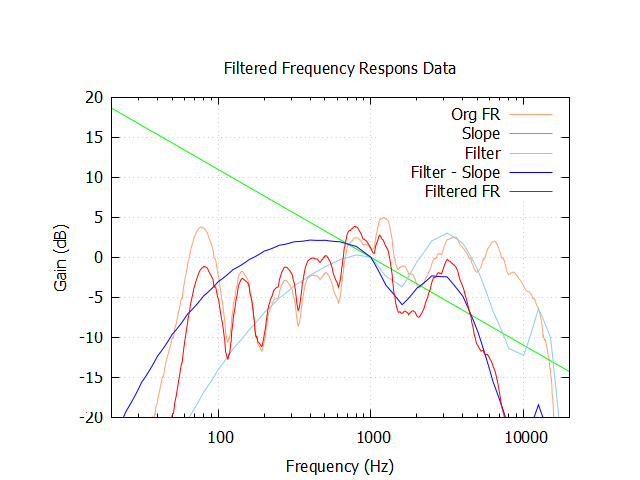 Filtered Frequency Respons Data
20
15
10
5
0
-5
-10
-15
-20
Gain (dB)
Org FR
Slope
Filter
Filter - Slope
Filtered FR
100 1000 10000
Frequency (Hz)